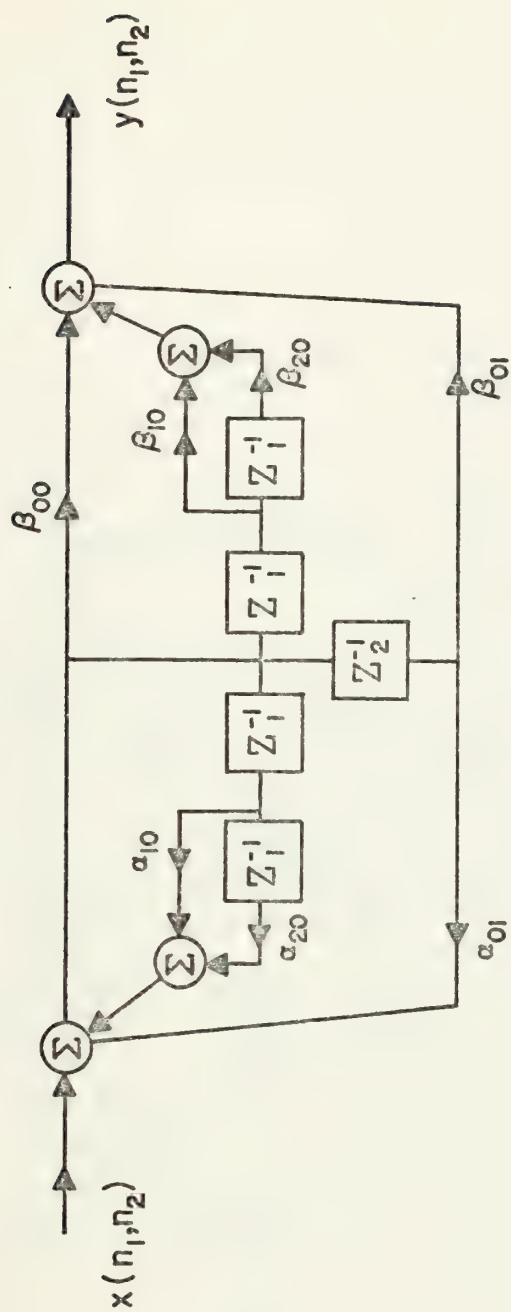 x(n₁,n₂)
Σ
β₀₀
Σ
y(n₁,n₂)
Σ
α₁₀
α₂₀
Z₁⁻¹
Z₁⁻¹
Z₁⁻¹
Z₁⁻¹
β₁₀
β₂₀
Σ
Z₂⁻¹
α₀₁
β₀₁